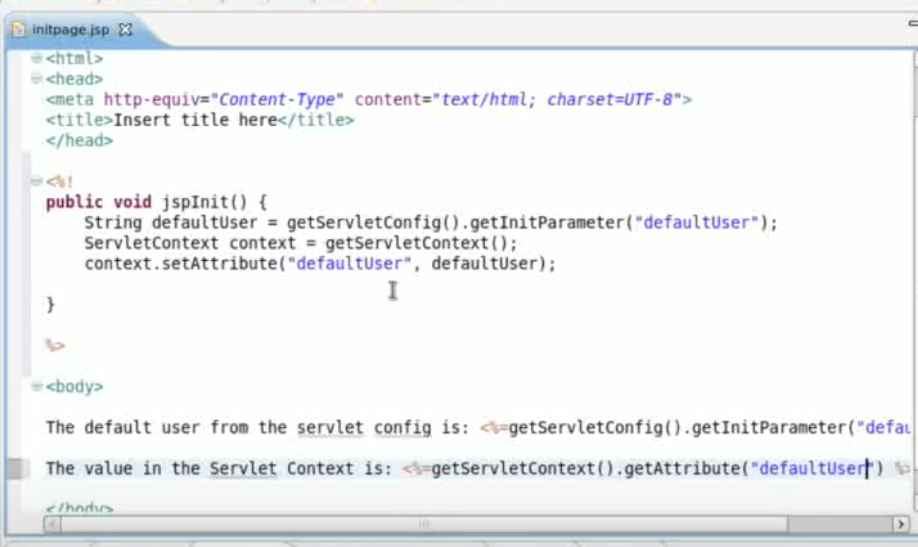 initpage.jsp
<html>
<head>
<meta http-equiv="Content-Type" content="text/html; charset=UTF-8">
<title>Insert title here</title>
</head>
<%!
public void jspInit() {
String defaultUser = getServletConfig().getInitParameter("defaultUser");
ServletContext context = getServletContext();
context.setAttribute("defaultUser", defaultUser);
}
%>
<body>
The default user from the servlet config is: <%=getServletConfig().getInitParameter("defau
The value in the Servlet Context is: <%=getServletContext().getAttribute("defaultUser") %>
</body>